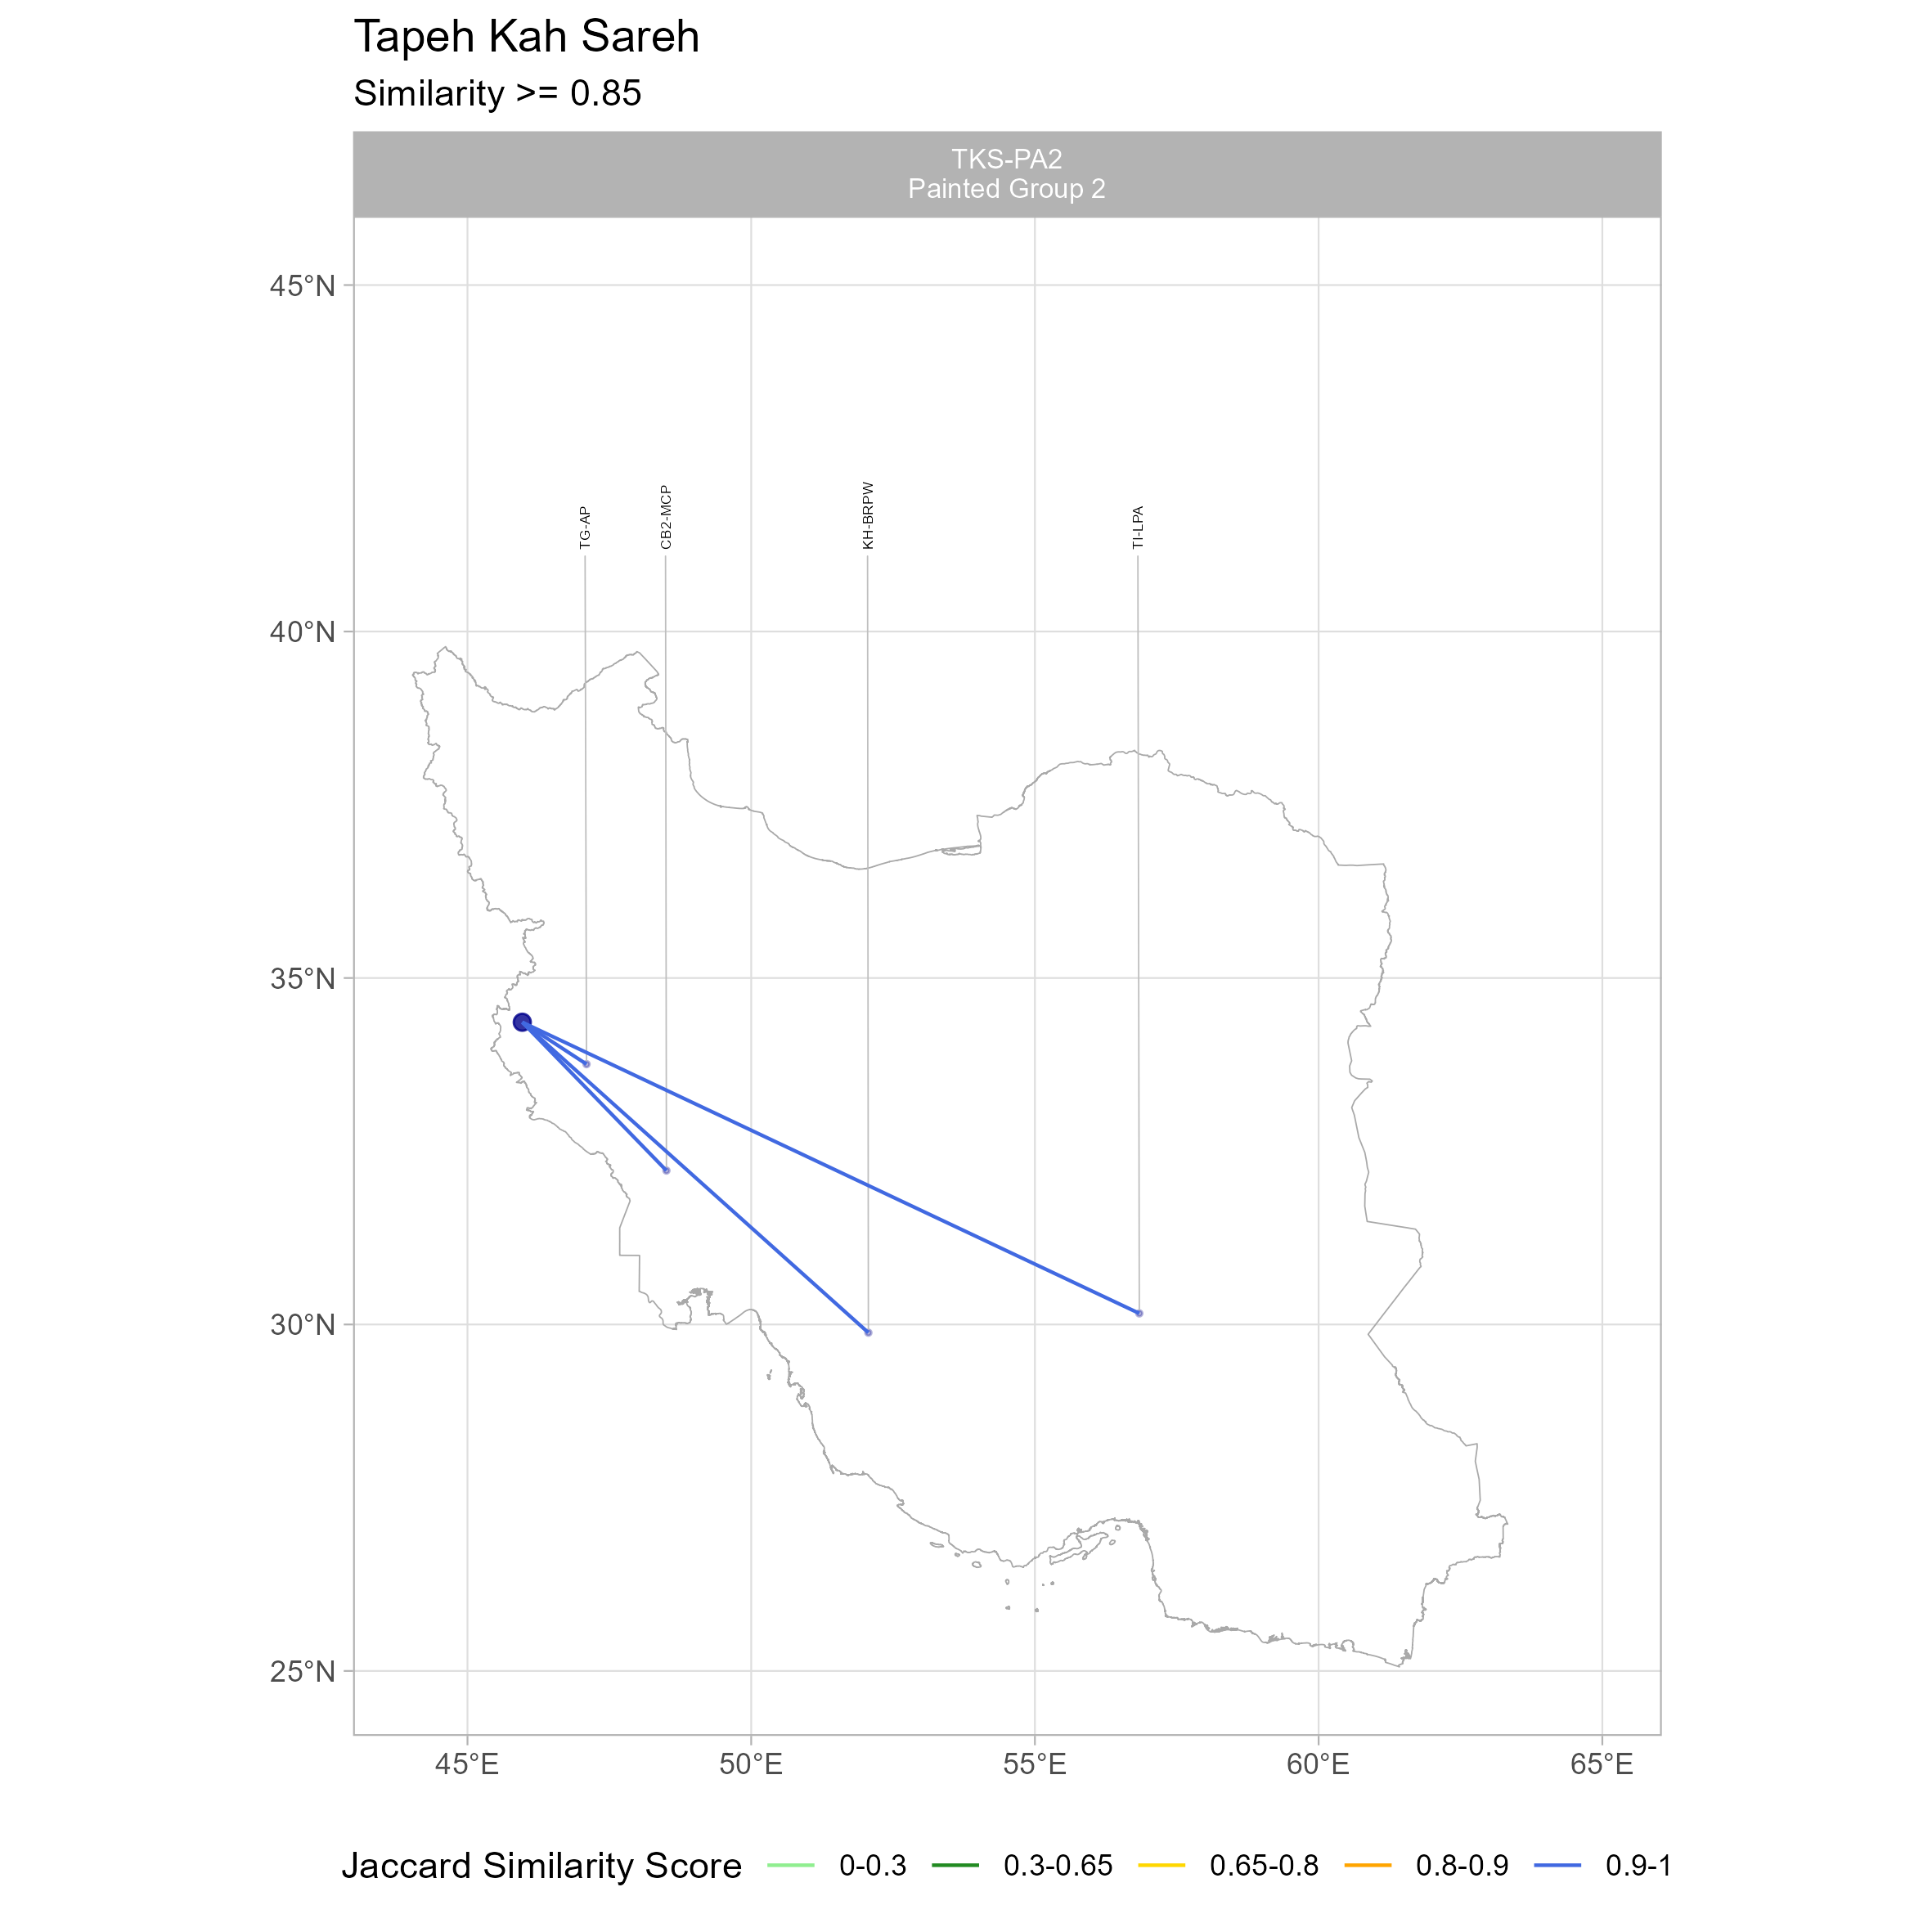 Tapeh Kah Sareh
Similarity >= 0.85
TKS-PA2
Painted Group 2
45°N
40°N
35°N
30°N
25°N
TG-AP
CB2-MCP
KH-BRPW
TI-LPA
45°E
50°E
55°E
60°E
65°E
Jaccard Similarity Score
0-0.3
0.3-0.65
0.65-0.8
0.8-0.9
0.9-1